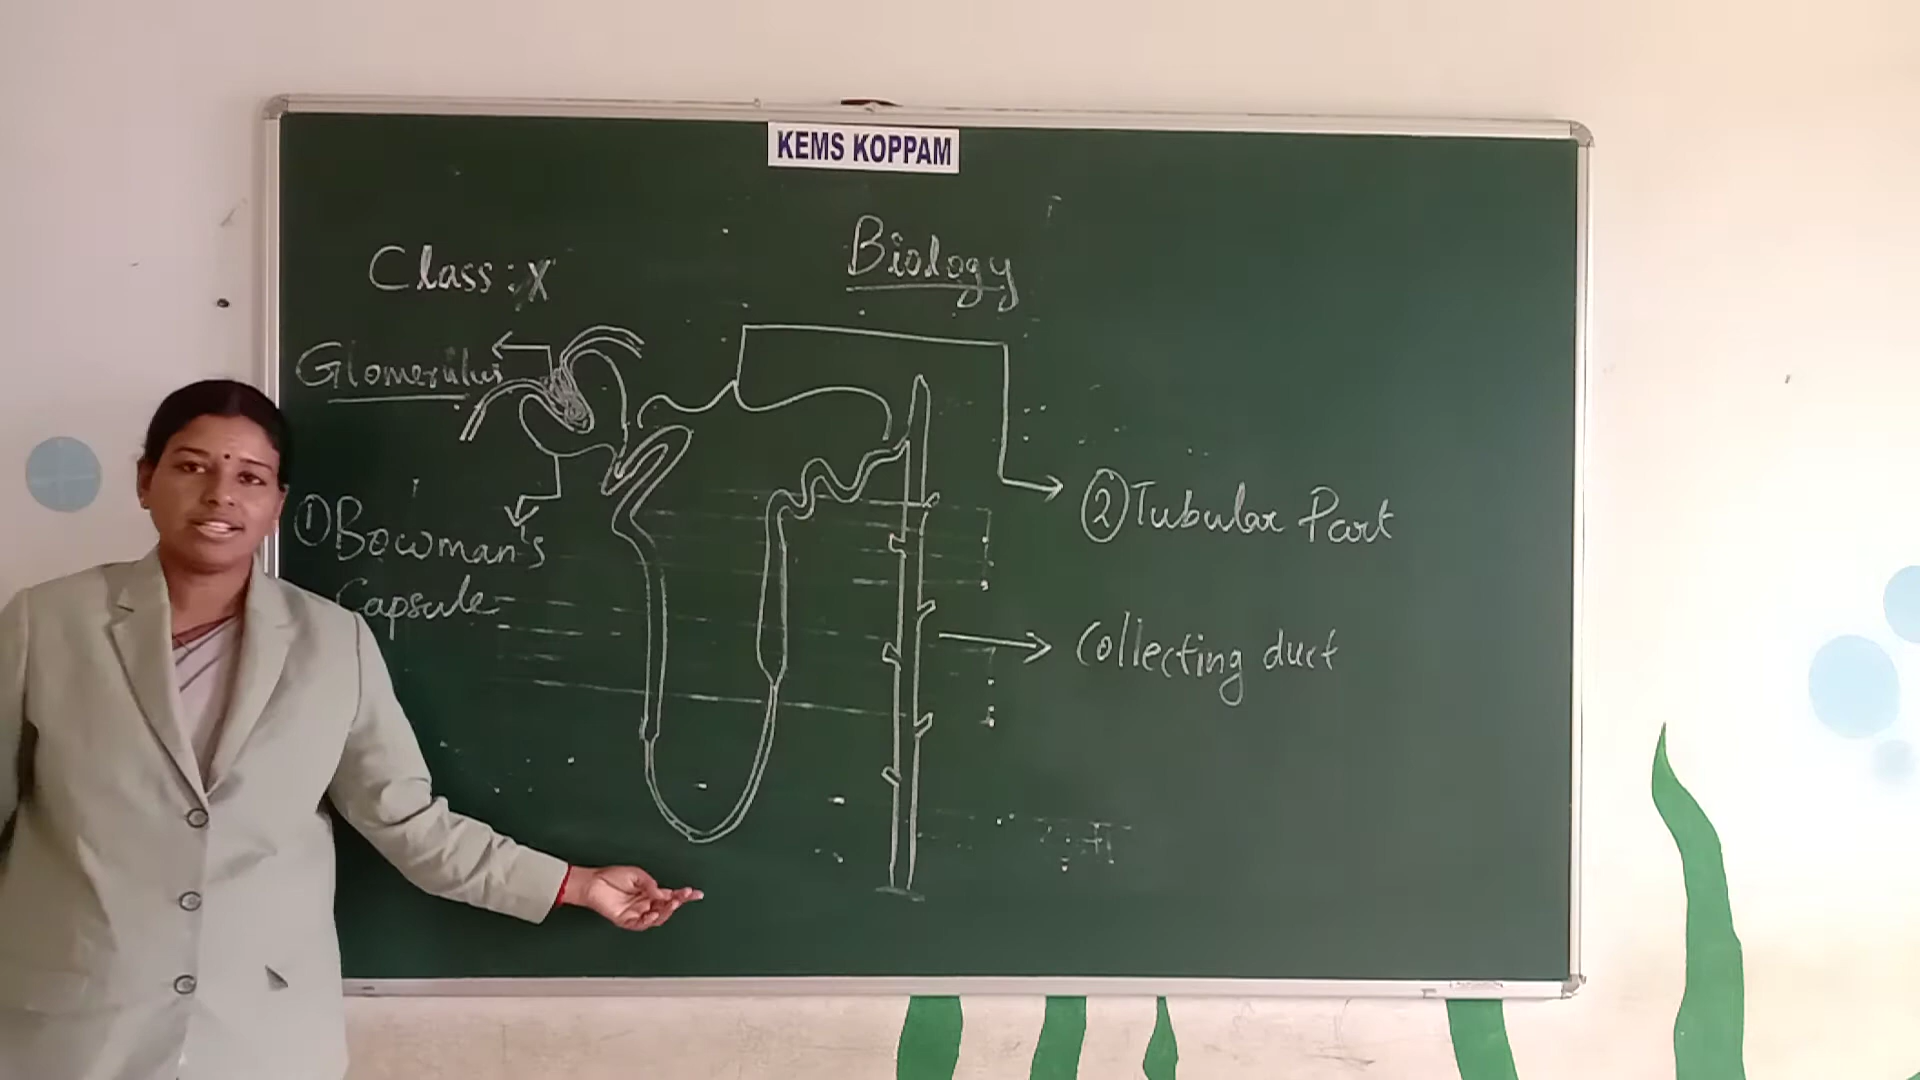 KEMS KOPPAM
Class : X
Biology
Glomerulus
① Bowman's
Capsule
② Tubular Part
Collecting duct